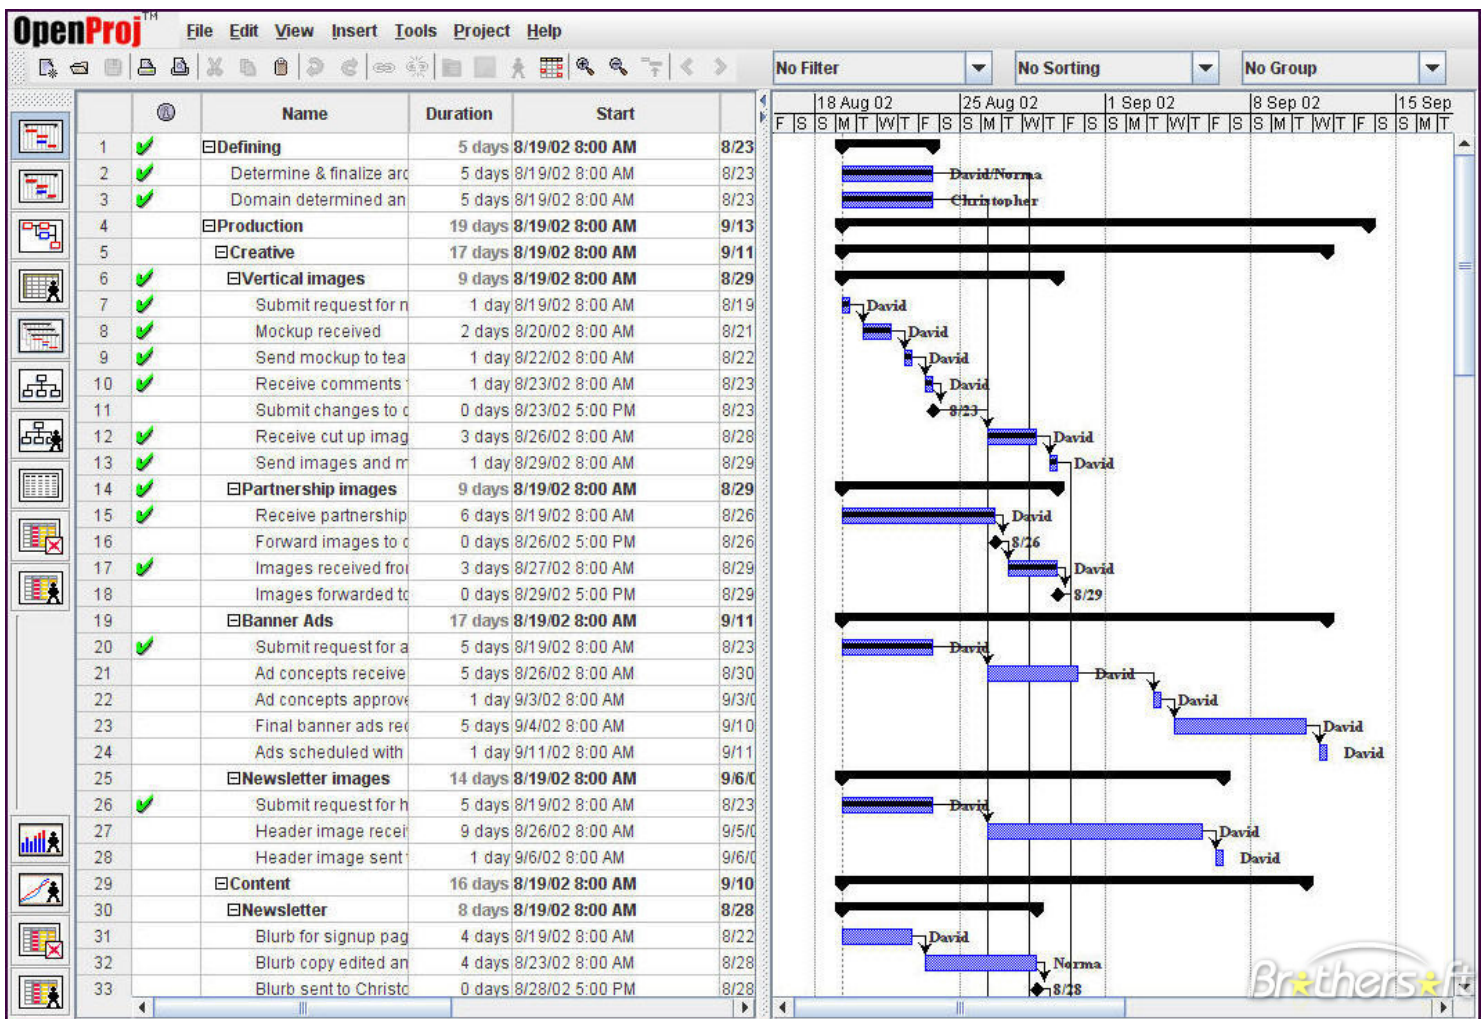 OpenProj™
File Edit View Insert Tools Project Help
No Filter No Sorting No Group
Name Duration Start
18 Aug 02 25 Aug 02 1 Sep 02 8 Sep 02 15 Sep
F S S M T W T F S S M T W T F S S M T W T F S S M T W T F S S M T
1 Defining 5 days 8/19/02 8:00 AM 8/23
2 Determine & finalize arc 5 days 8/19/02 8:00 AM 8/23 David/Norma
3 Domain determined an 5 days 8/19/02 8:00 AM 8/23 Christopher
4 Production 19 days 8/19/02 8:00 AM 9/13
5 Creative 17 days 8/19/02 8:00 AM 9/11
6 Vertical images 9 days 8/19/02 8:00 AM 8/29
7 Submit request for n 1 day 8/19/02 8:00 AM 8/19 David
8 Mockup received 2 days 8/20/02 8:00 AM 8/21 David
9 Send mockup to tea 1 day 8/22/02 8:00 AM 8/22 David
10 Receive comments 1 day 8/23/02 8:00 AM 8/23 David
11 Submit changes to c 0 days 8/23/02 5:00 PM 8/23 8/23
12 Receive cut up imag 3 days 8/26/02 8:00 AM 8/28 David
13 Send images and m 1 day 8/29/02 8:00 AM 8/29 David
14 Partnership images 9 days 8/19/02 8:00 AM 8/29
15 Receive partnership 6 days 8/19/02 8:00 AM 8/26 David
16 Forward images to c 0 days 8/26/02 5:00 PM 8/26 8/26
17 Images received from 3 days 8/27/02 8:00 AM 8/29 David
18 Images forwarded to 0 days 8/29/02 5:00 PM 8/29 8/29
19 Banner Ads 17 days 8/19/02 8:00 AM 9/11
20 Submit request for a 5 days 8/19/02 8:00 AM 8/23 David
21 Ad concepts receive 5 days 8/26/02 8:00 AM 8/30 David
22 Ad concepts approve 1 day 9/3/02 8:00 AM 9/3/0 David
23 Final banner ads rec 5 days 9/4/02 8:00 AM 9/10 David
24 Ads scheduled with 1 day 9/11/02 8:00 AM 9/11 David
25 Newsletter images 14 days 8/19/02 8:00 AM 9/6/0
26 Submit request for h 5 days 8/19/02 8:00 AM 8/23 David
27 Header image recei 9 days 8/26/02 8:00 AM 9/5/0 David
28 Header image sent 1 day 9/6/02 8:00 AM 9/6/0 David
29 Content 16 days 8/19/02 8:00 AM 9/10
30 Newsletter 8 days 8/19/02 8:00 AM 8/28
31 Blurb for signup pag 4 days 8/19/02 8:00 AM 8/22 David
32 Blurb copy edited an 4 days 8/23/02 8:00 AM 8/28 Norma
33 Blurb sent to Christo 0 days 8/28/02 5:00 PM 8/28 8/28
Brothersoft